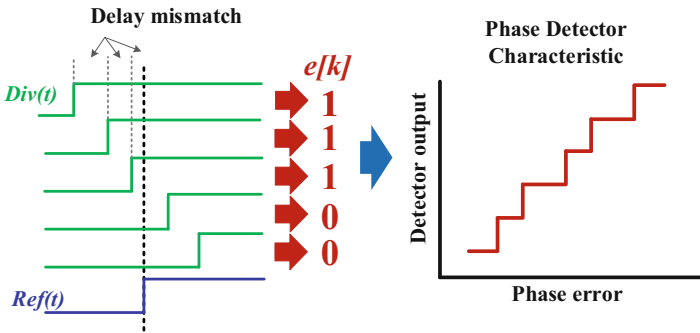 Delay mismatch
Div(t)
e[k]
1
1
1
0
0
Ref(t)
Phase Detector
Characteristic
Detector output
Phase error